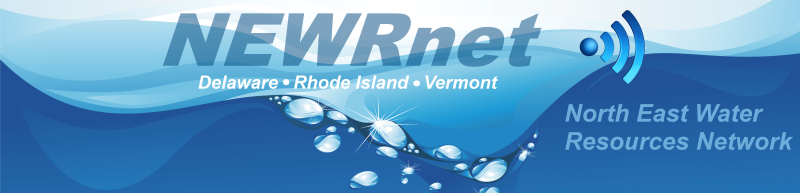 NEWRnet
Delaware • Rhode Island • Vermont
North East Water
Resources Network